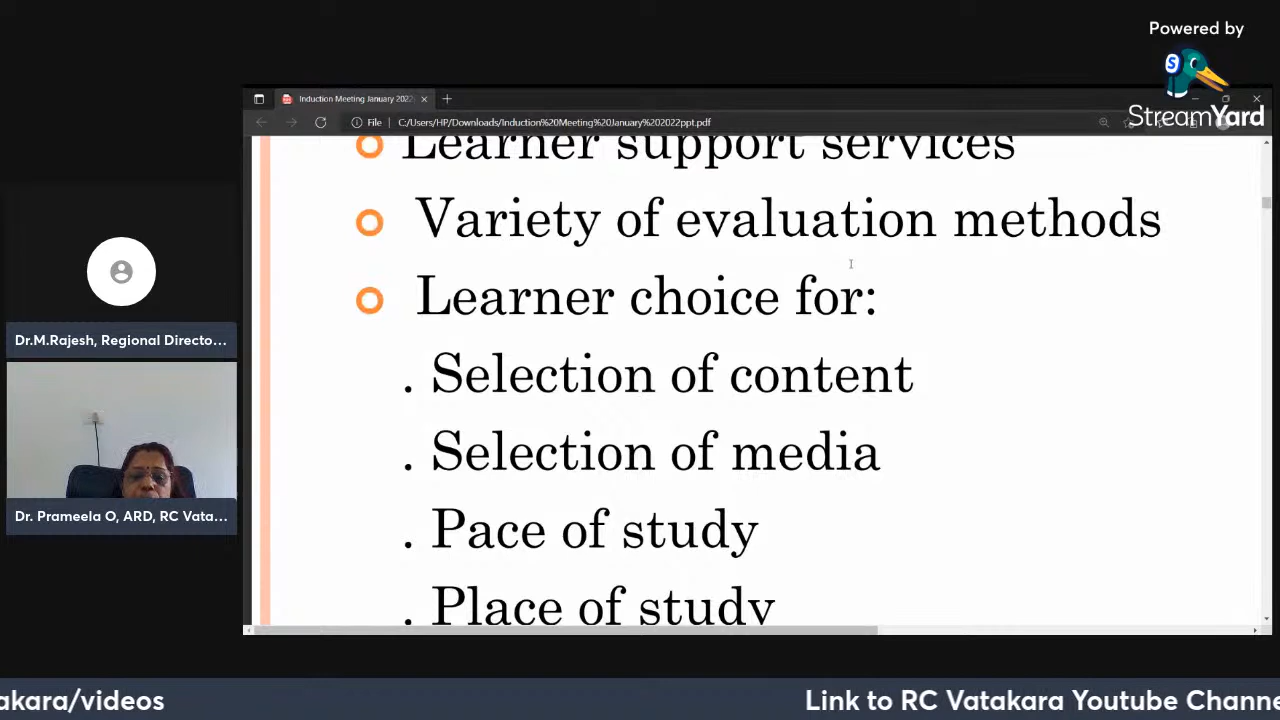 Powered by
StreamYard
Induction Meeting January 2022
File
C:/Users/HP/Downloads/Induction%20Meeting%20January%202022ppt.pdf
Learner support services
Variety of evaluation methods
Learner choice for:
. Selection of content
. Selection of media
. Pace of study
. Place of study
Dr.M.Rajesh, Regional Directo...
Dr. Prameela O, ARD, RC Vata...
akara/videos
Link to RC Vatakara Youtube Channe